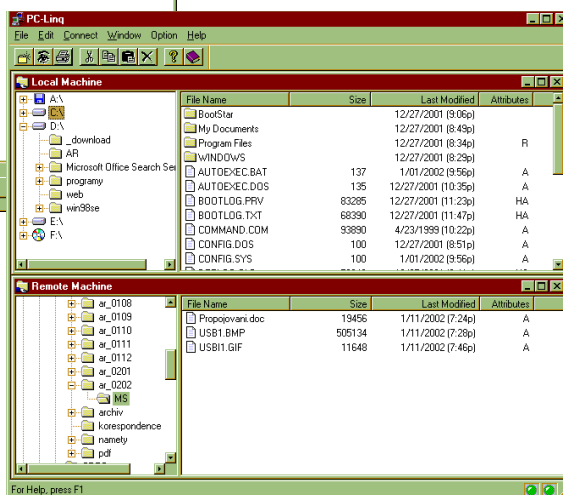 PC-Linq
File Edit Connect Window Option Help
Local Machine
A:\
C:\
D:\
_download
AR
Microsoft Office Search Ser
programy
web
win98se
E:\
F:\
File Name Size Last Modified Attributes
BootStar 12/27/2001 (9:06p)
My Documents 12/27/2001 (8:49p)
Program Files 12/27/2001 (8:34p) R
WINDOWS 12/27/2001 (8:29p)
AUTOEXEC.BAT 137 1/01/2002 (9:56p) A
AUTOEXEC.DOS 135 12/27/2001 (10:35p) A
BOOTLOG.PRV 83285 12/27/2001 (11:23p) HA
BOOTLOG.TXT 68390 12/27/2001 (11:47p) HA
COMMAND.COM 93890 4/23/1999 (10:22p) A
CONFIG.DOS 100 12/27/2001 (8:51p) A
CONFIG.SYS 100 1/01/2002 (9:56p) A
Remote Machine
ar_0108
ar_0109
ar_0110
ar_0111
ar_0112
ar_0201
ar_0202
MS
archiv
korespondence
namety
pdf
File Name Size Last Modified Attributes
Propojovani.doc 19456 1/11/2002 (7:24p) A
USB1.BMP 505134 1/11/2002 (7:28p) A
USBI1.GIF 11648 1/11/2002 (7:46p) A
For Help, press F1